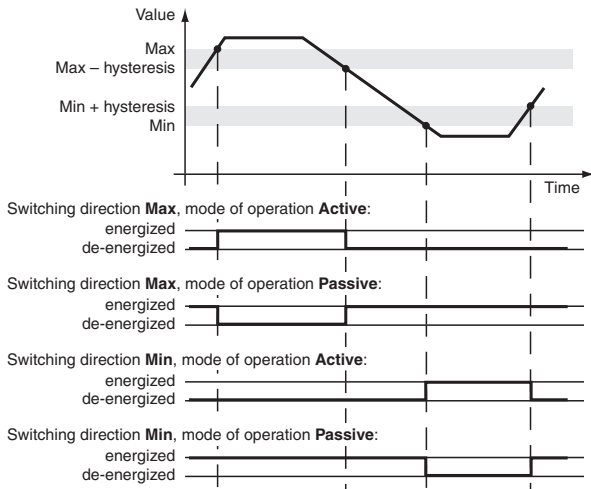 Value
Max
Max – hysteresis
Min + hysteresis
Min
Time
Switching direction Max, mode of operation Active:
energized
de-energized
Switching direction Max, mode of operation Passive:
energized
de-energized
Switching direction Min, mode of operation Active:
energized
de-energized
Switching direction Min, mode of operation Passive:
energized
de-energized